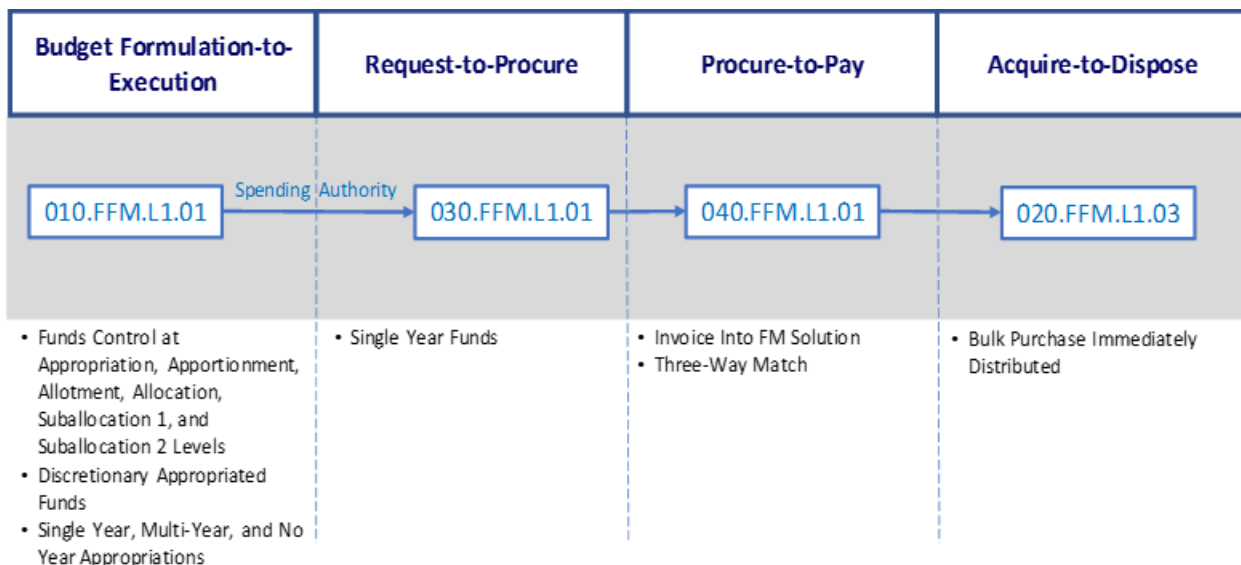 Budget Formulation-to-
Execution
Request-to-Procure
Procure-to-Pay
Acquire-to-Dispose
010.FFM.L1.01
Spending Authority
030.FFM.L1.01
040.FFM.L1.01
020.FFM.L1.03
• Funds Control at
Appropriation, Apportionment,
Allotment, Allocation,
Suballocation 1, and
Suballocation 2 Levels
• Discretionary Appropriated
Funds
• Single Year, Multi-Year, and No
Year Appropriations
• Single Year Funds
• Invoice Into FM Solution
• Three-Way Match
• Bulk Purchase Immediately
Distributed